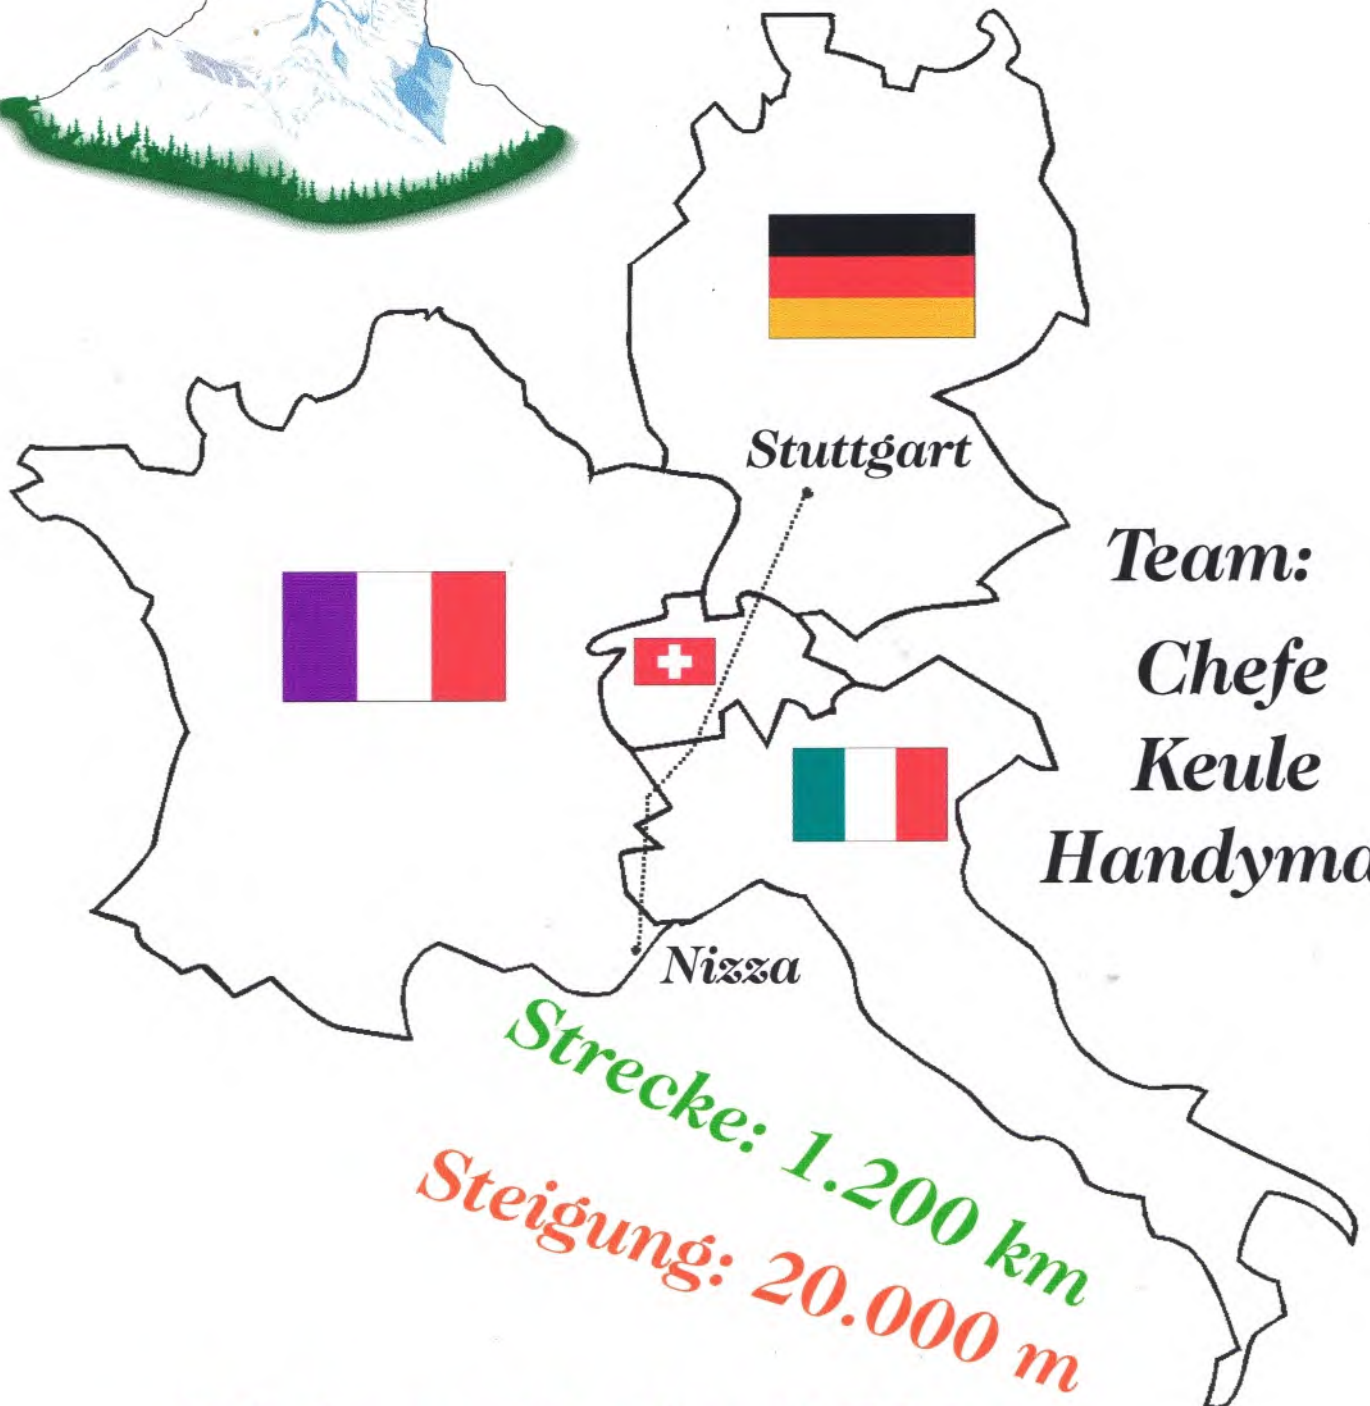 Stuttgart
Team:
Chefe
Keule
Nizza
Strecke: 1.200 km
Steigung: 20.000 m